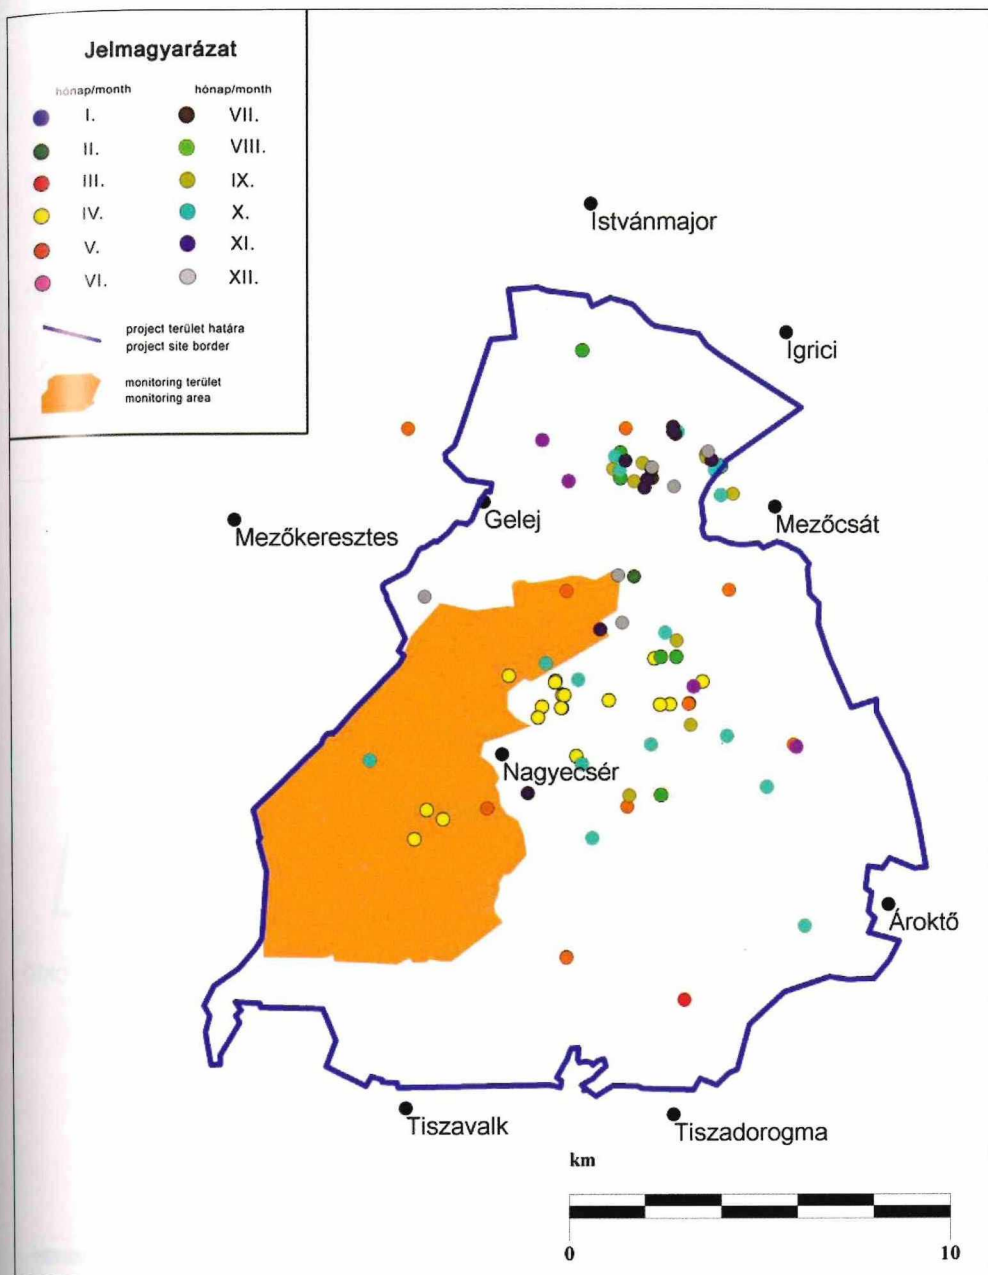 Jelmagyarázat
hónap/month
I.
II.
III.
IV.
V.
VI.
hónap/month
VII.
VIII.
IX.
X.
XI.
XII.
project terület határa
project site border
monitoring terület
monitoring area
Istvánmajor
Igrici
Gelej
Mezőkeresztes
Mezőcsát
Nagyecsér
Ároktő
Tiszavalk
Tiszadorogma
km
0
10